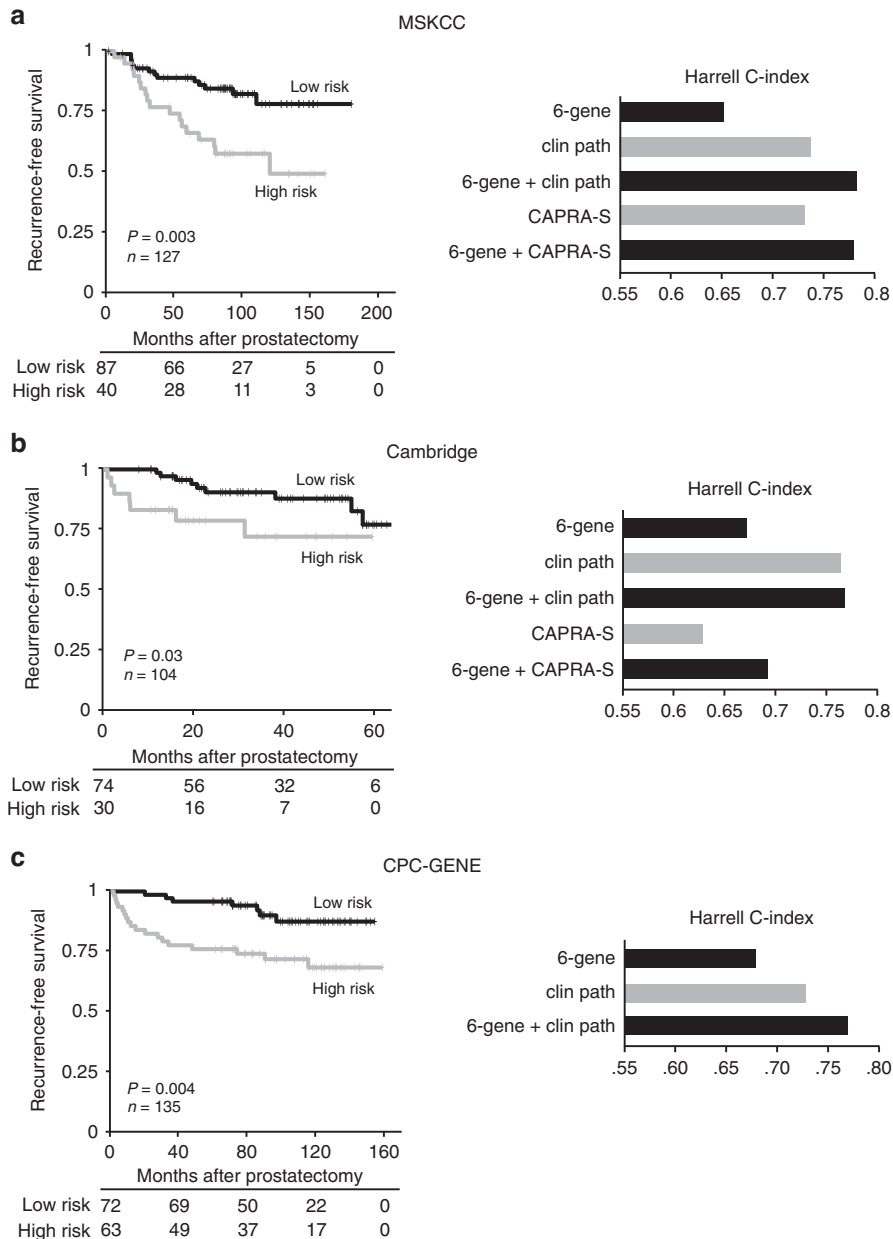 a
MSKCC
Recurrence-free survival
1
0.75
0.5
0.25
0
Low risk
High risk
P = 0.003
n = 127
0 50 100 150 200
Months after prostatectomy
Low risk 87 66 27 5 0
High risk 40 28 11 3 0
Harrell C-index
6-gene
clin path
6-gene + clin path
CAPRA-S
6-gene + CAPRA-S
0.55 0.6 0.65 0.7 0.75 0.8
b
Cambridge
Recurrence-free survival
1
0.75
0.5
0.25
0
Low risk
High risk
P = 0.03
n = 104
0 20 40 60
Months after prostatectomy
Low risk 74 56 32 6
High risk 30 16 7 0
Harrell C-index
6-gene
clin path
6-gene + clin path
CAPRA-S
6-gene + CAPRA-S
0.55 0.6 0.65 0.7 0.75 0.8
c
CPC-GENE
Recurrence-free survival
1
0.75
0.5
0.25
0
Low risk
High risk
P = 0.004
n = 135
0 40 80 120 160
Months after prostatectomy
Low risk 72 69 50 22 0
High risk 63 49 37 17 0
Harrell C-index
6-gene
clin path
6-gene + clin path
.55 .60 .65 .70 .75 .80